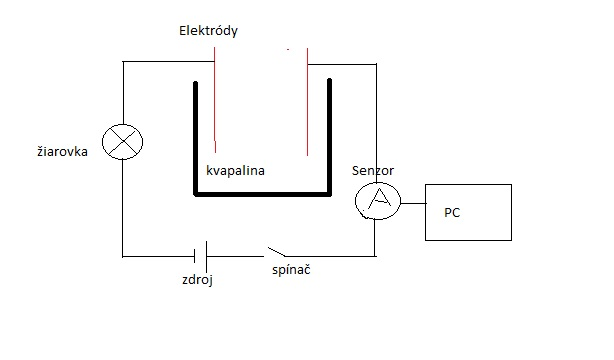 Elektródy
žiarovka
kvapalina
Senzor
A
PC
zdroj
spínač